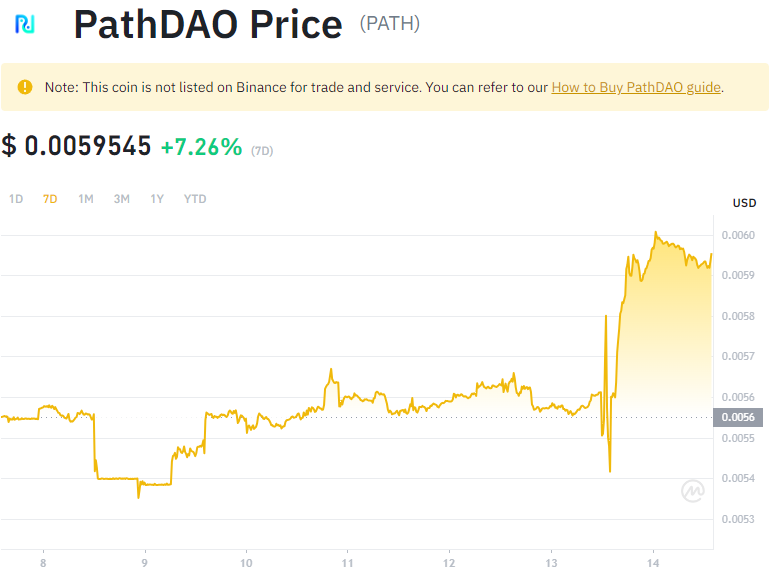 PathDAO Price (PATH)
Note: This coin is not listed on Binance for trade and service. You can refer to our How to Buy PathDAO guide.
$ 0.0059545 +7.26% (7D)
1D 7D 1M 3M 1Y YTD
USD
0.0060
0.0059
0.0058
0.0057
0.0056
0.0056
0.0055
0.0054
0.0053
8 9 10 11 12 13 14